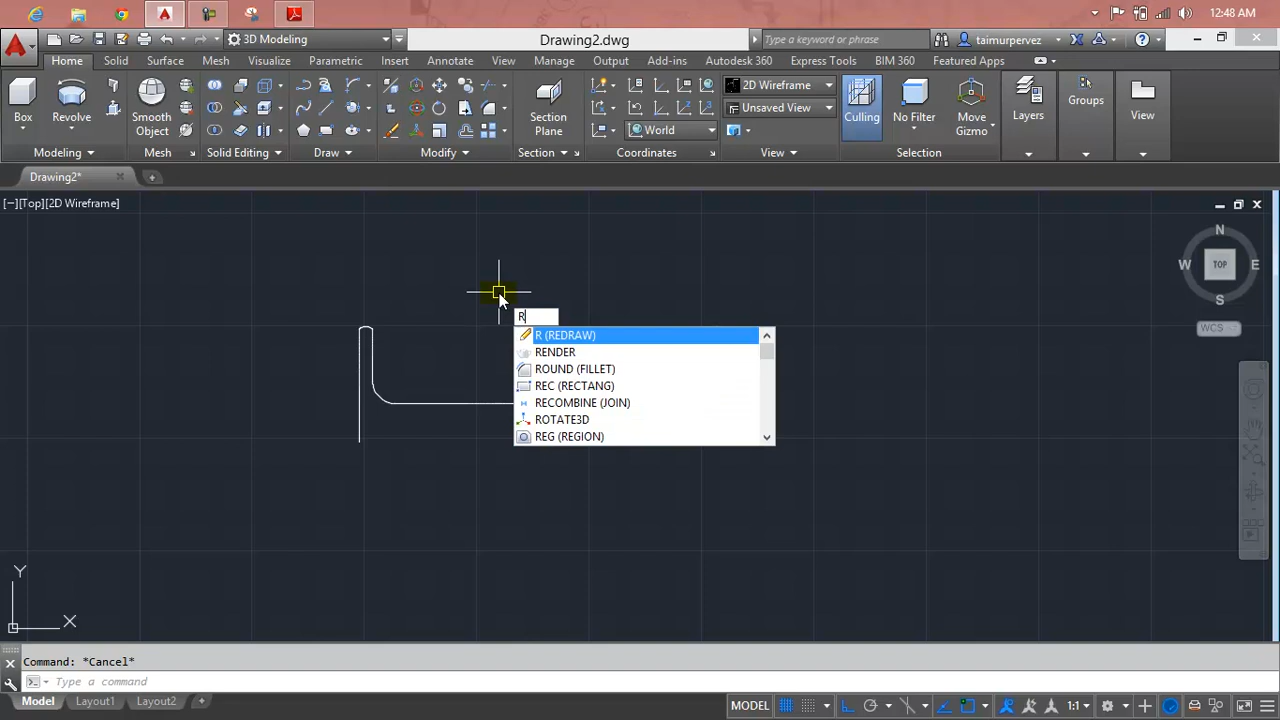 12:48 AM
3D Modeling
Drawing2.dwg
Type a keyword or phrase
taimurpervez
Home Solid Surface Mesh Visualize Parametric Insert Annotate View Manage Output Add-ins Autodesk 360 Express Tools BIM 360 Featured Apps
2D Wireframe
Unsaved View
World
Box Revolve Smooth Object Section Plane Culling No Filter Move Gizmo Layers Groups View
Modeling Mesh Solid Editing Draw Modify Section Coordinates View Selection
Drawing2*
[−][Top][2D Wireframe]
N
W TOP E
S
WCS
R
R (REDRAW)
RENDER
ROUND (FILLET)
REC (RECTANG)
RECOMBINE (JOIN)
ROTATE3D
REG (REGION)
Y
X
Command: *Cancel*
Type a command
Model Layout1 Layout2 MODEL 1:1